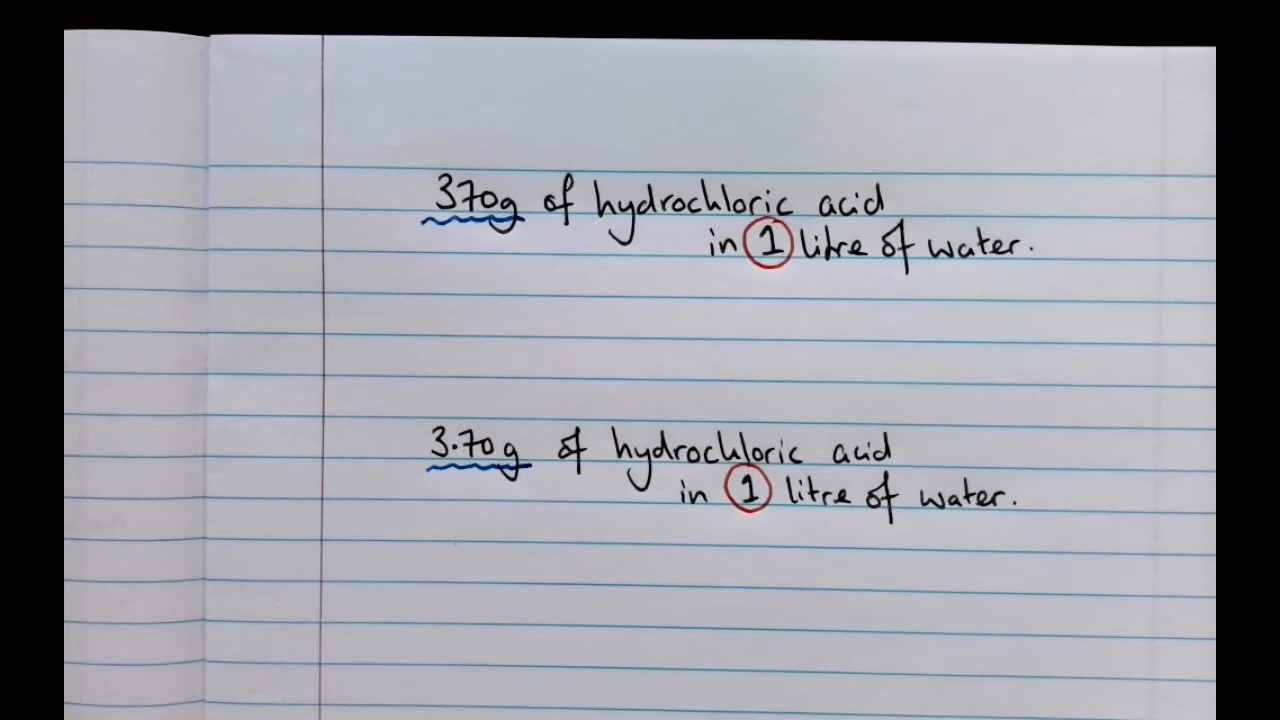 370g of hydrochloric acid
in 1 litre of water.
3.70g of hydrochloric acid
in 1 litre of water.